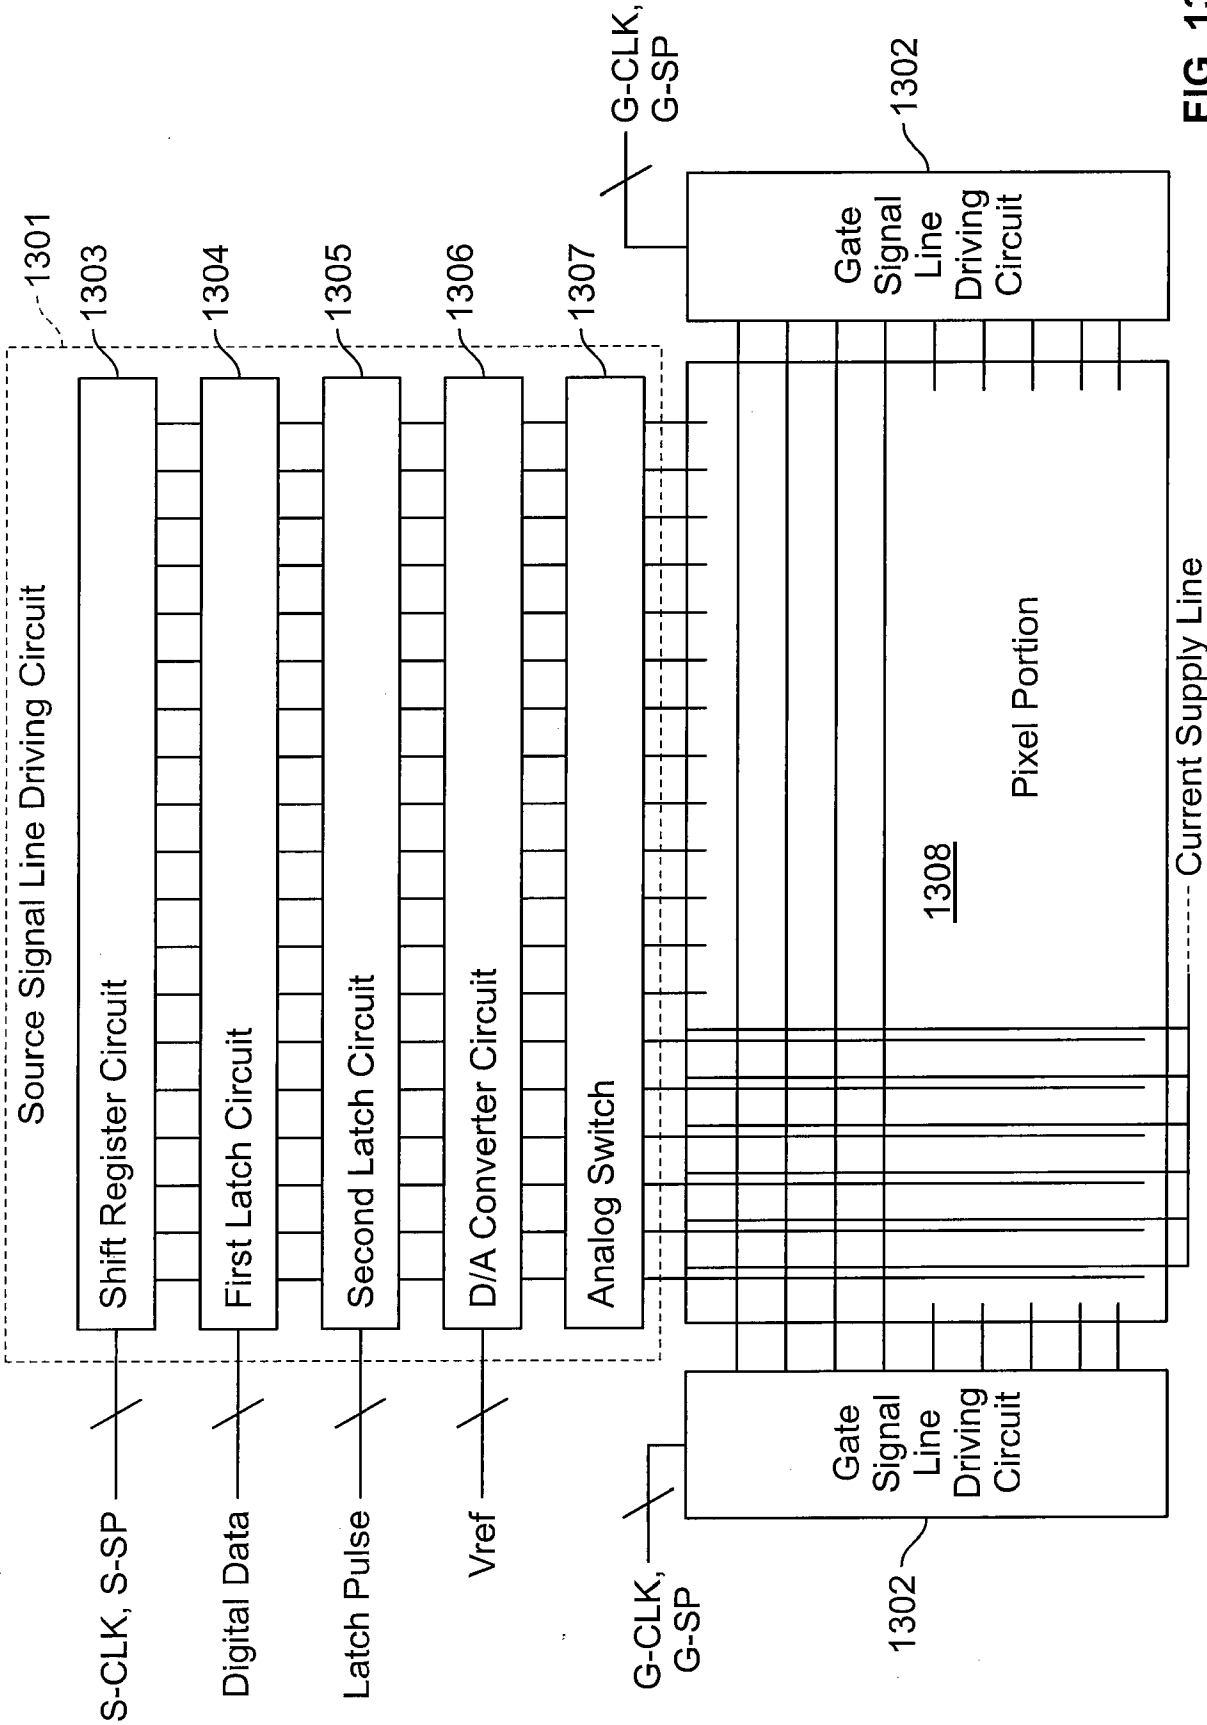 Source Signal Line Driving Circuit
1301
S-CLK, S-SP
Shift Register Circuit
1303
Digital Data
First Latch Circuit
1304
Latch Pulse
Second Latch Circuit
1305
Vref
D/A Converter Circuit
1306
Analog Switch
1307
G-CLK,
G-SP
G-CLK,
G-SP
Gate
Signal
Line
Driving
Circuit
1302
1308
Pixel Portion
Gate
Signal
Line
Driving
Circuit
1302
Current Supply Line
FIG.